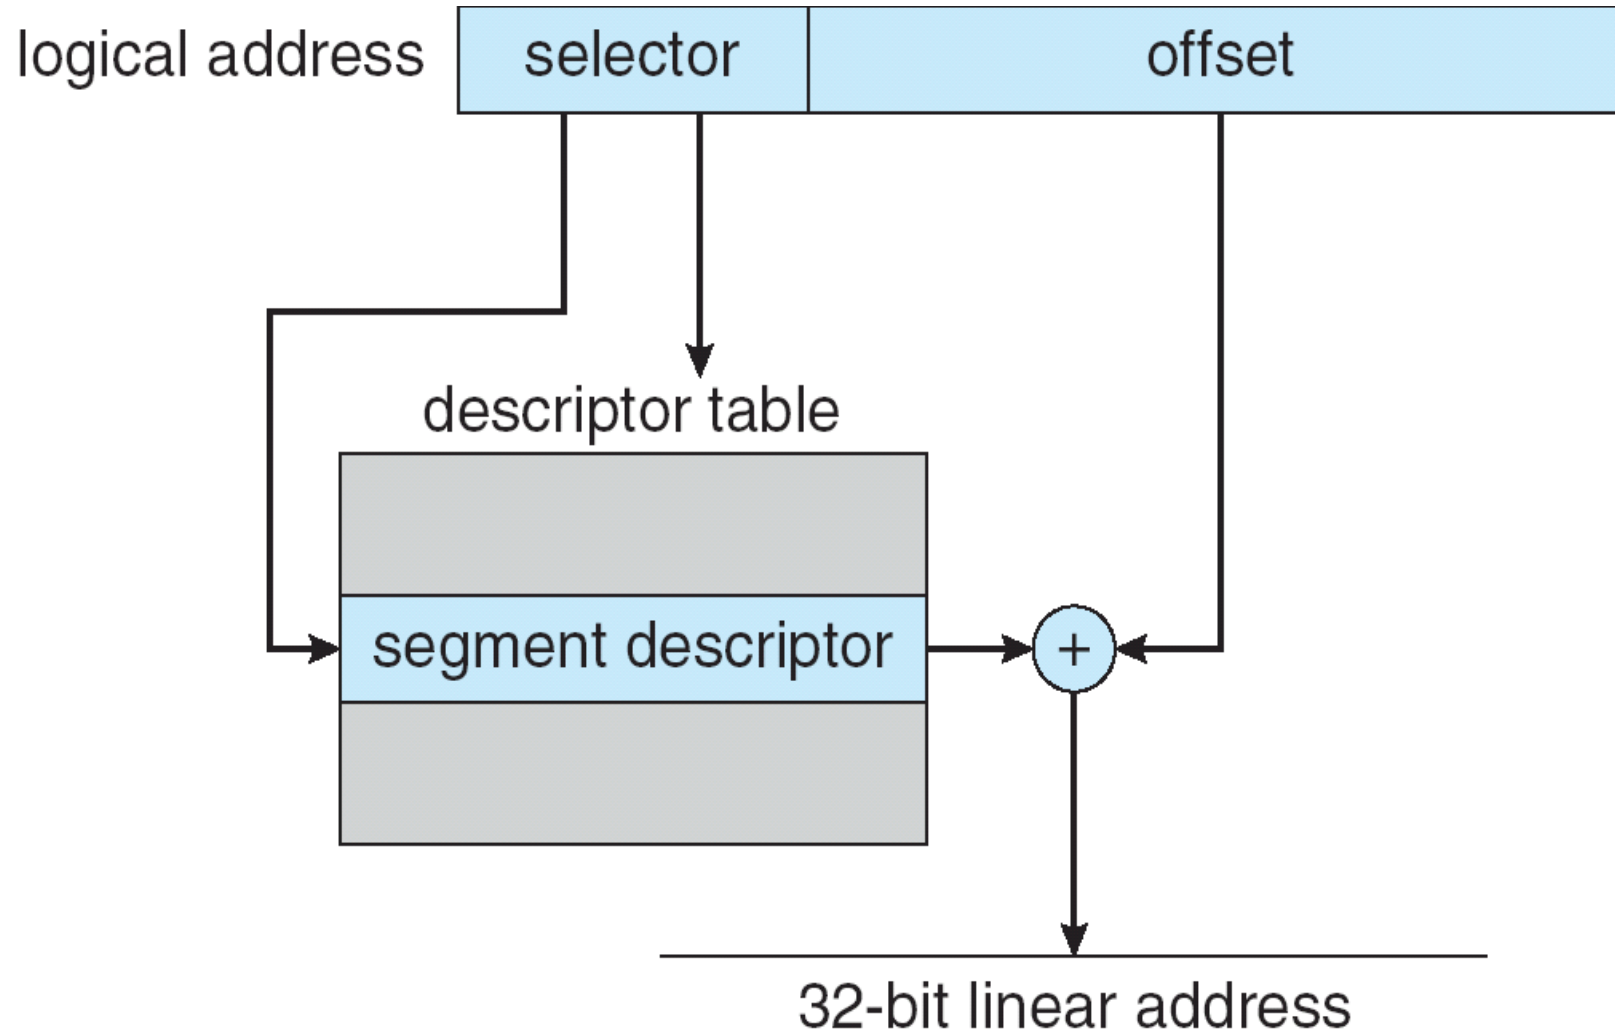 logical address selector offset
descriptor table
segment descriptor +
32-bit linear address